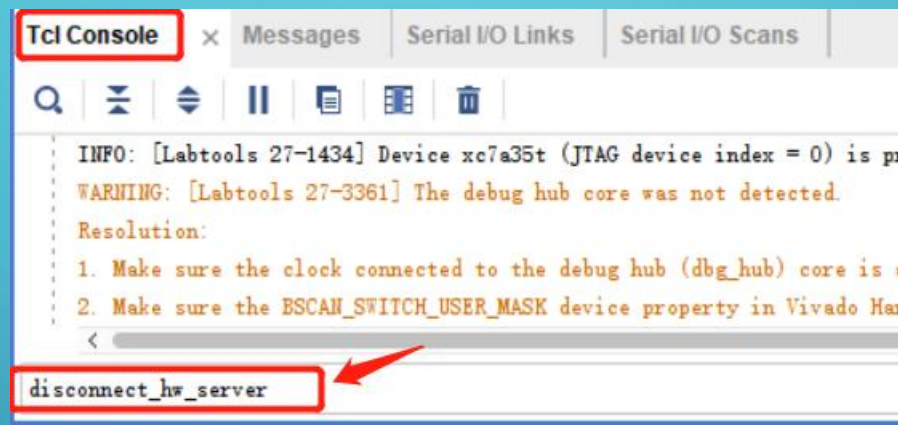 Tcl Console × Messages Serial I/O Links Serial I/O Scans
INFO: [Labtools 27-1434] Device xc7a35t (JTAG device index = 0) is
WARNING: [Labtools 27-3361] The debug hub core was not detected.
Resolution:
1. Make sure the clock connected to the debug hub (dbg_hub) core is
2. Make sure the BSCAN_SWITCH_USER_MASK device property in Vivado
disconnect_hw_server